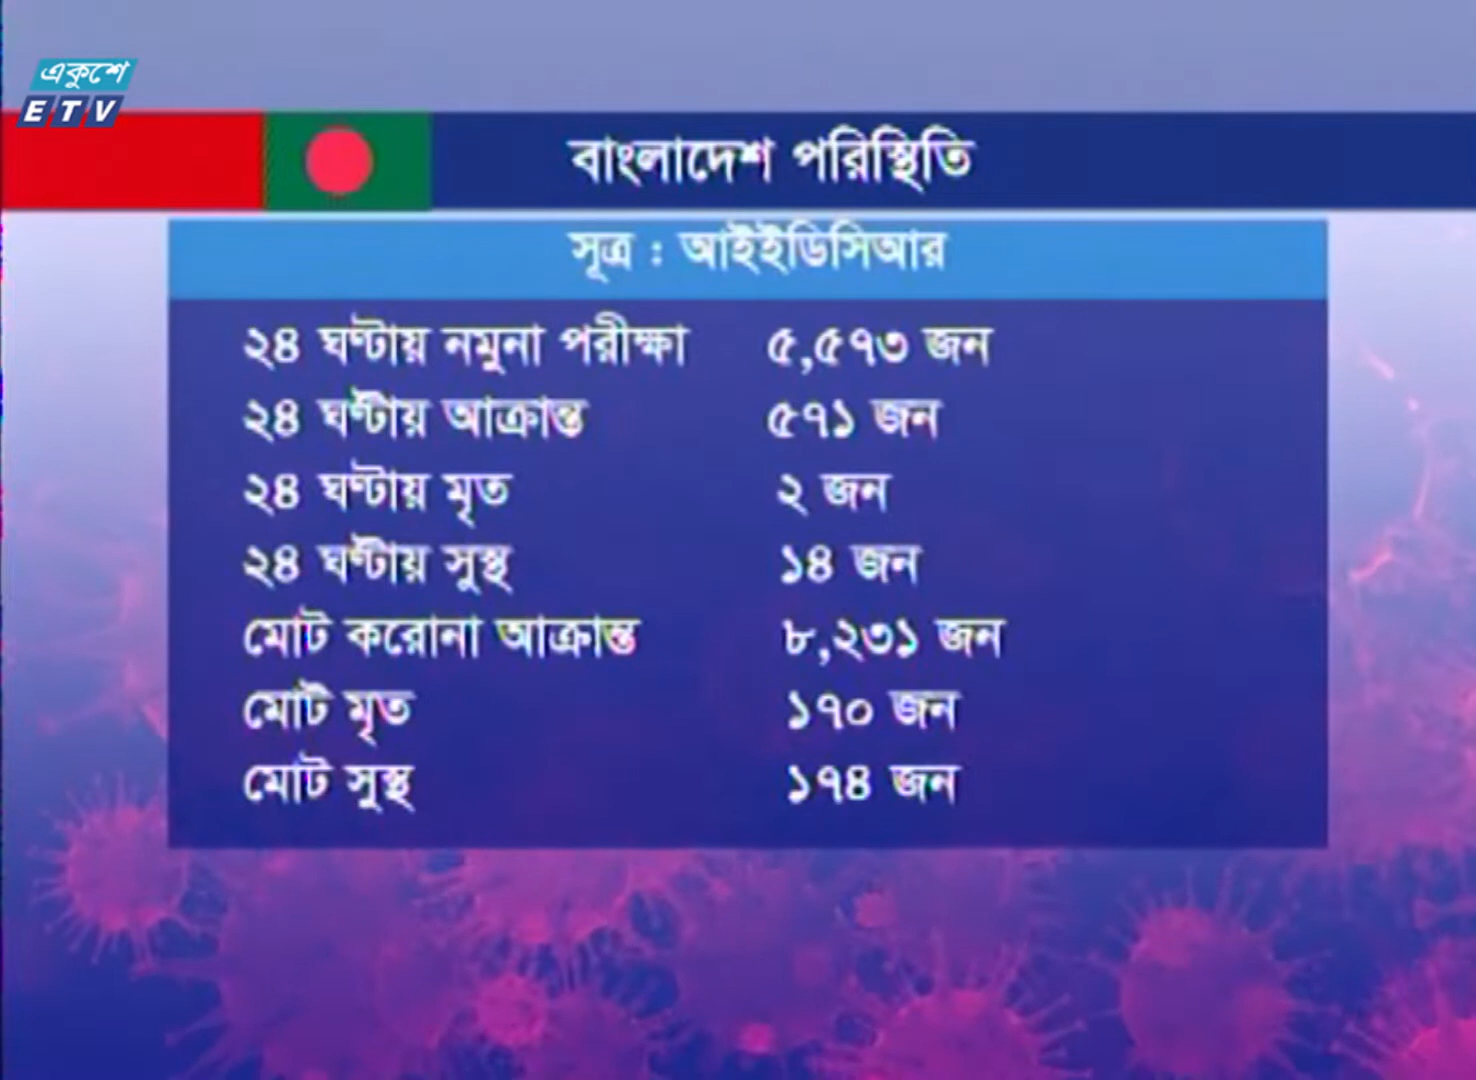 একুশে
ETV
বাংলাদেশ পরিস্থিতি
সূত্র : আইইডিসিআর
২৪ ঘণ্টায় নমুনা পরীক্ষা ৫,৫৭৩ জন
২৪ ঘণ্টায় আক্রান্ত ৫৭১ জন
২৪ ঘণ্টায় মৃত ২ জন
২৪ ঘণ্টায় সুস্থ ১৪ জন
মোট করোনা আক্রান্ত ৮,২৩১ জন
মোট মৃত ১৭০ জন
মোট সুস্থ ১৭৪ জন